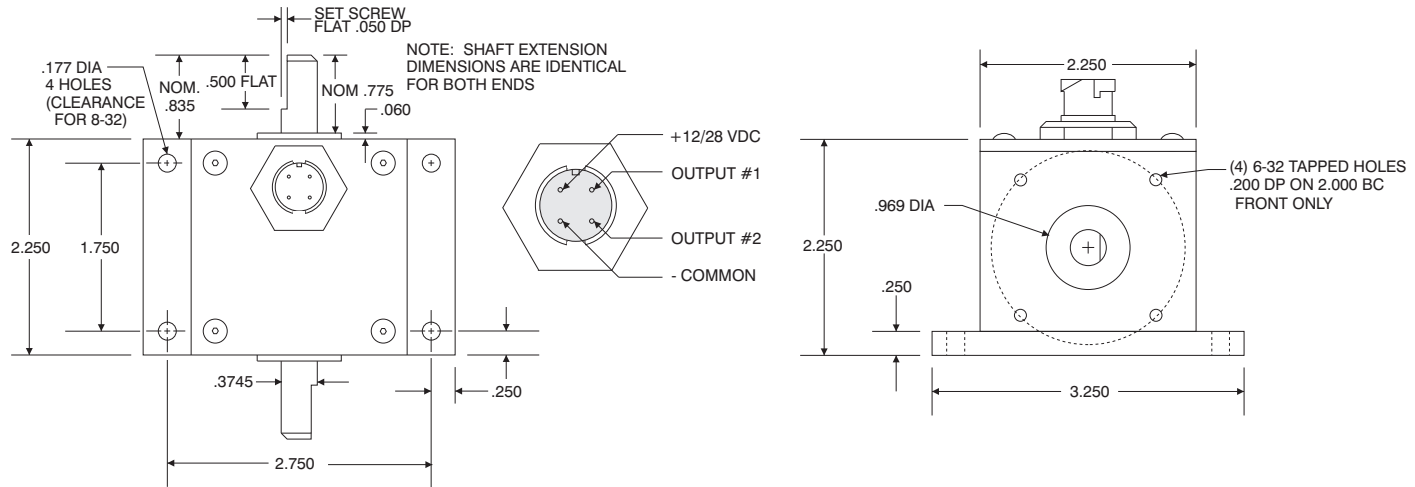 SET SCREW
FLAT .050 DP
NOTE: SHAFT EXTENSION
DIMENSIONS ARE IDENTICAL
FOR BOTH ENDS
.177 DIA
4 HOLES
(CLEARANCE
FOR 8-32)
NOM.
.835
.500 FLAT
NOM .775
.060
2.250
1.750
.3745
.250
2.750
+12/28 VDC
OUTPUT #1
OUTPUT #2
- COMMON
2.250
(4) 6-32 TAPPED HOLES
.200 DP ON 2.000 BC
FRONT ONLY
.969 DIA
2.250
.250
3.250